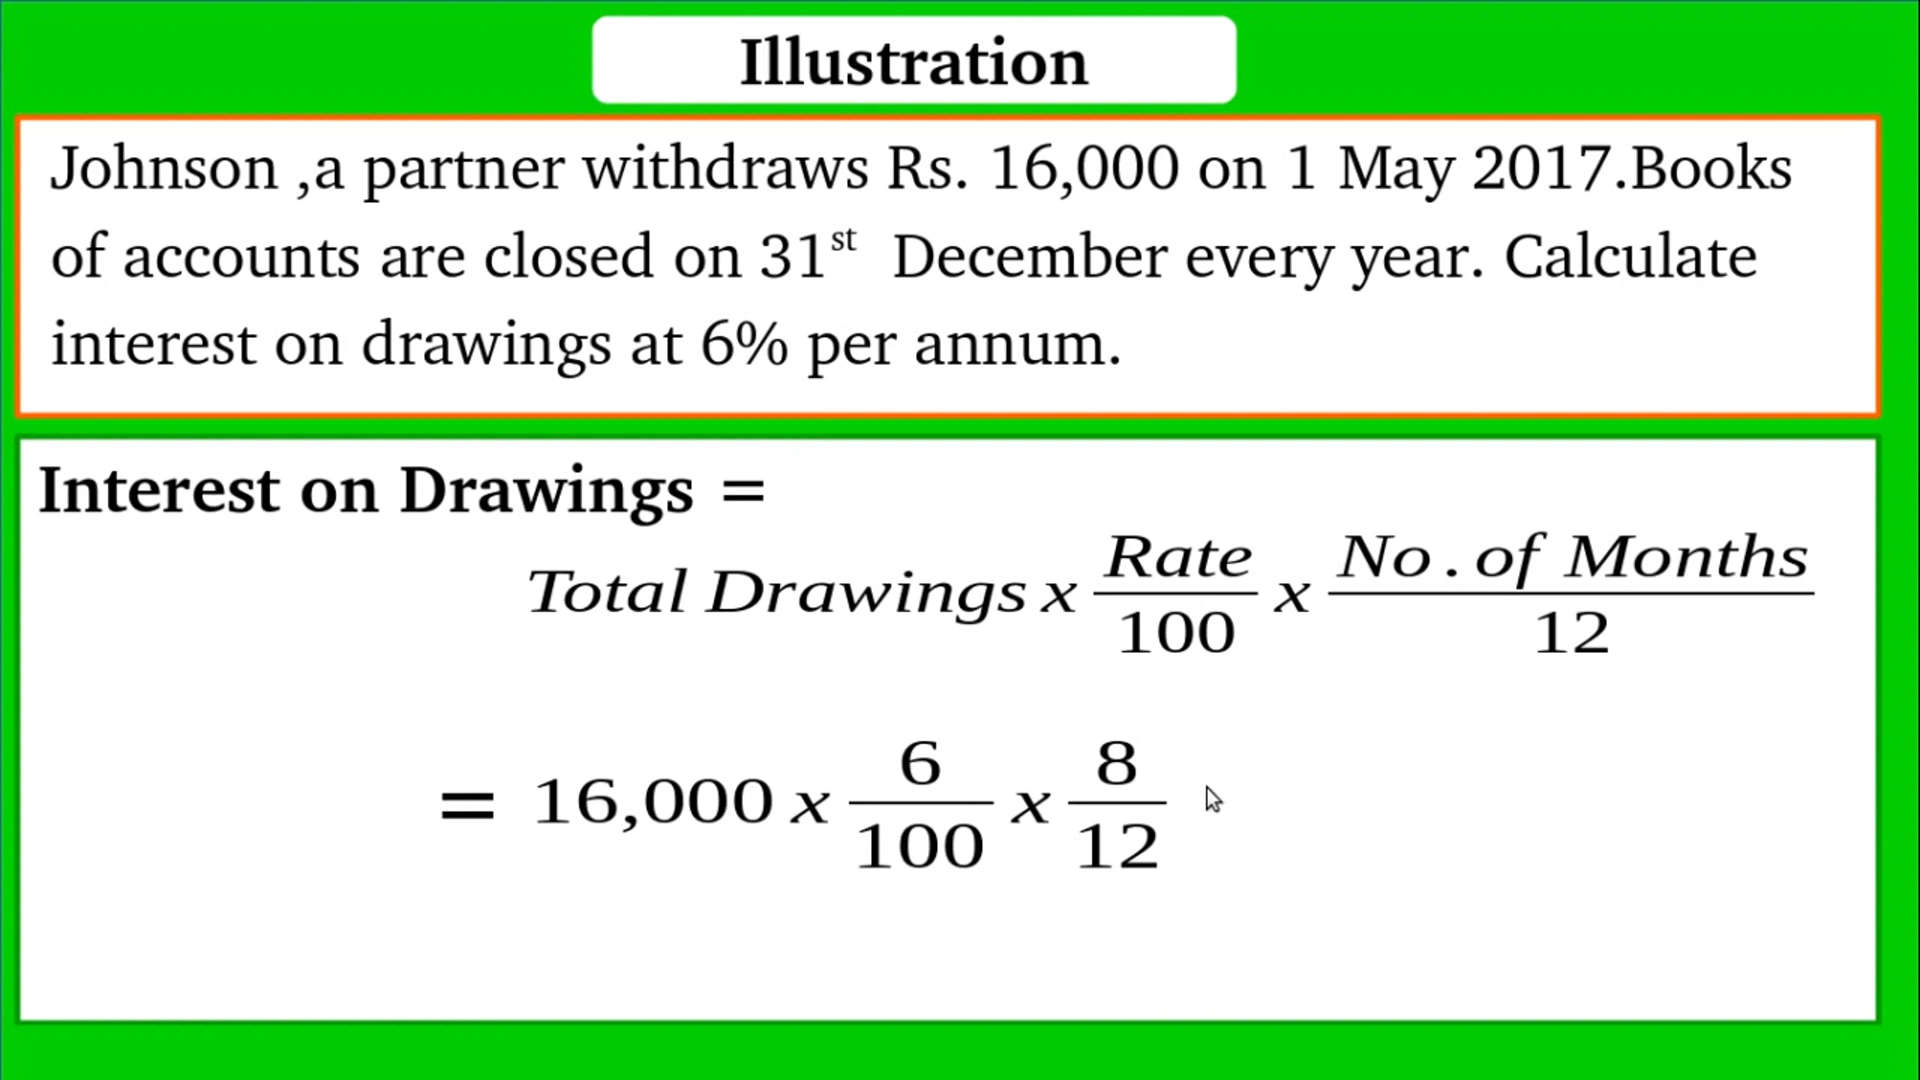 Illustration
Johnson ,a partner withdraws Rs. 16,000 on 1 May 2017.Books
of accounts are closed on 31st December every year. Calculate
interest on drawings at 6% per annum.
Interest on Drawings =
Total Drawings x Rate/100 x No. of Months/12
= 16,000 x 6/100 x 8/12